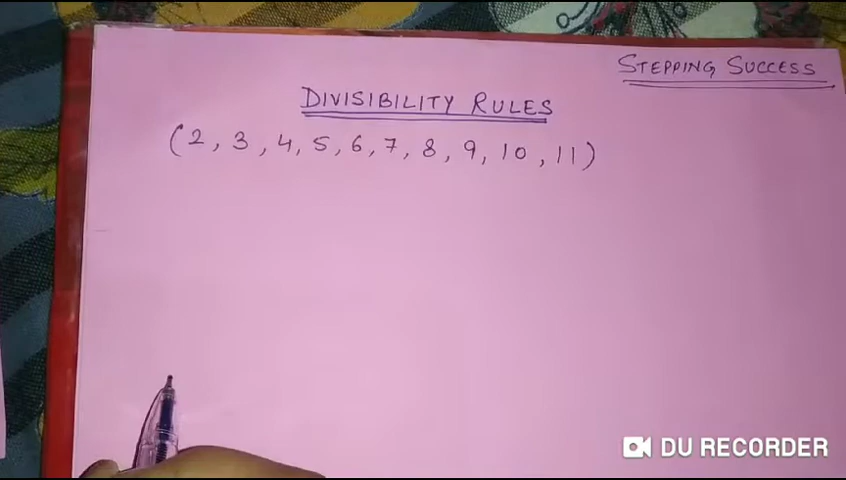 STEPPING SUCCESS
DIVISIBILITY RULES
(2, 3, 4, 5, 6, 7, 8, 9, 10, 11)
DU RECORDER